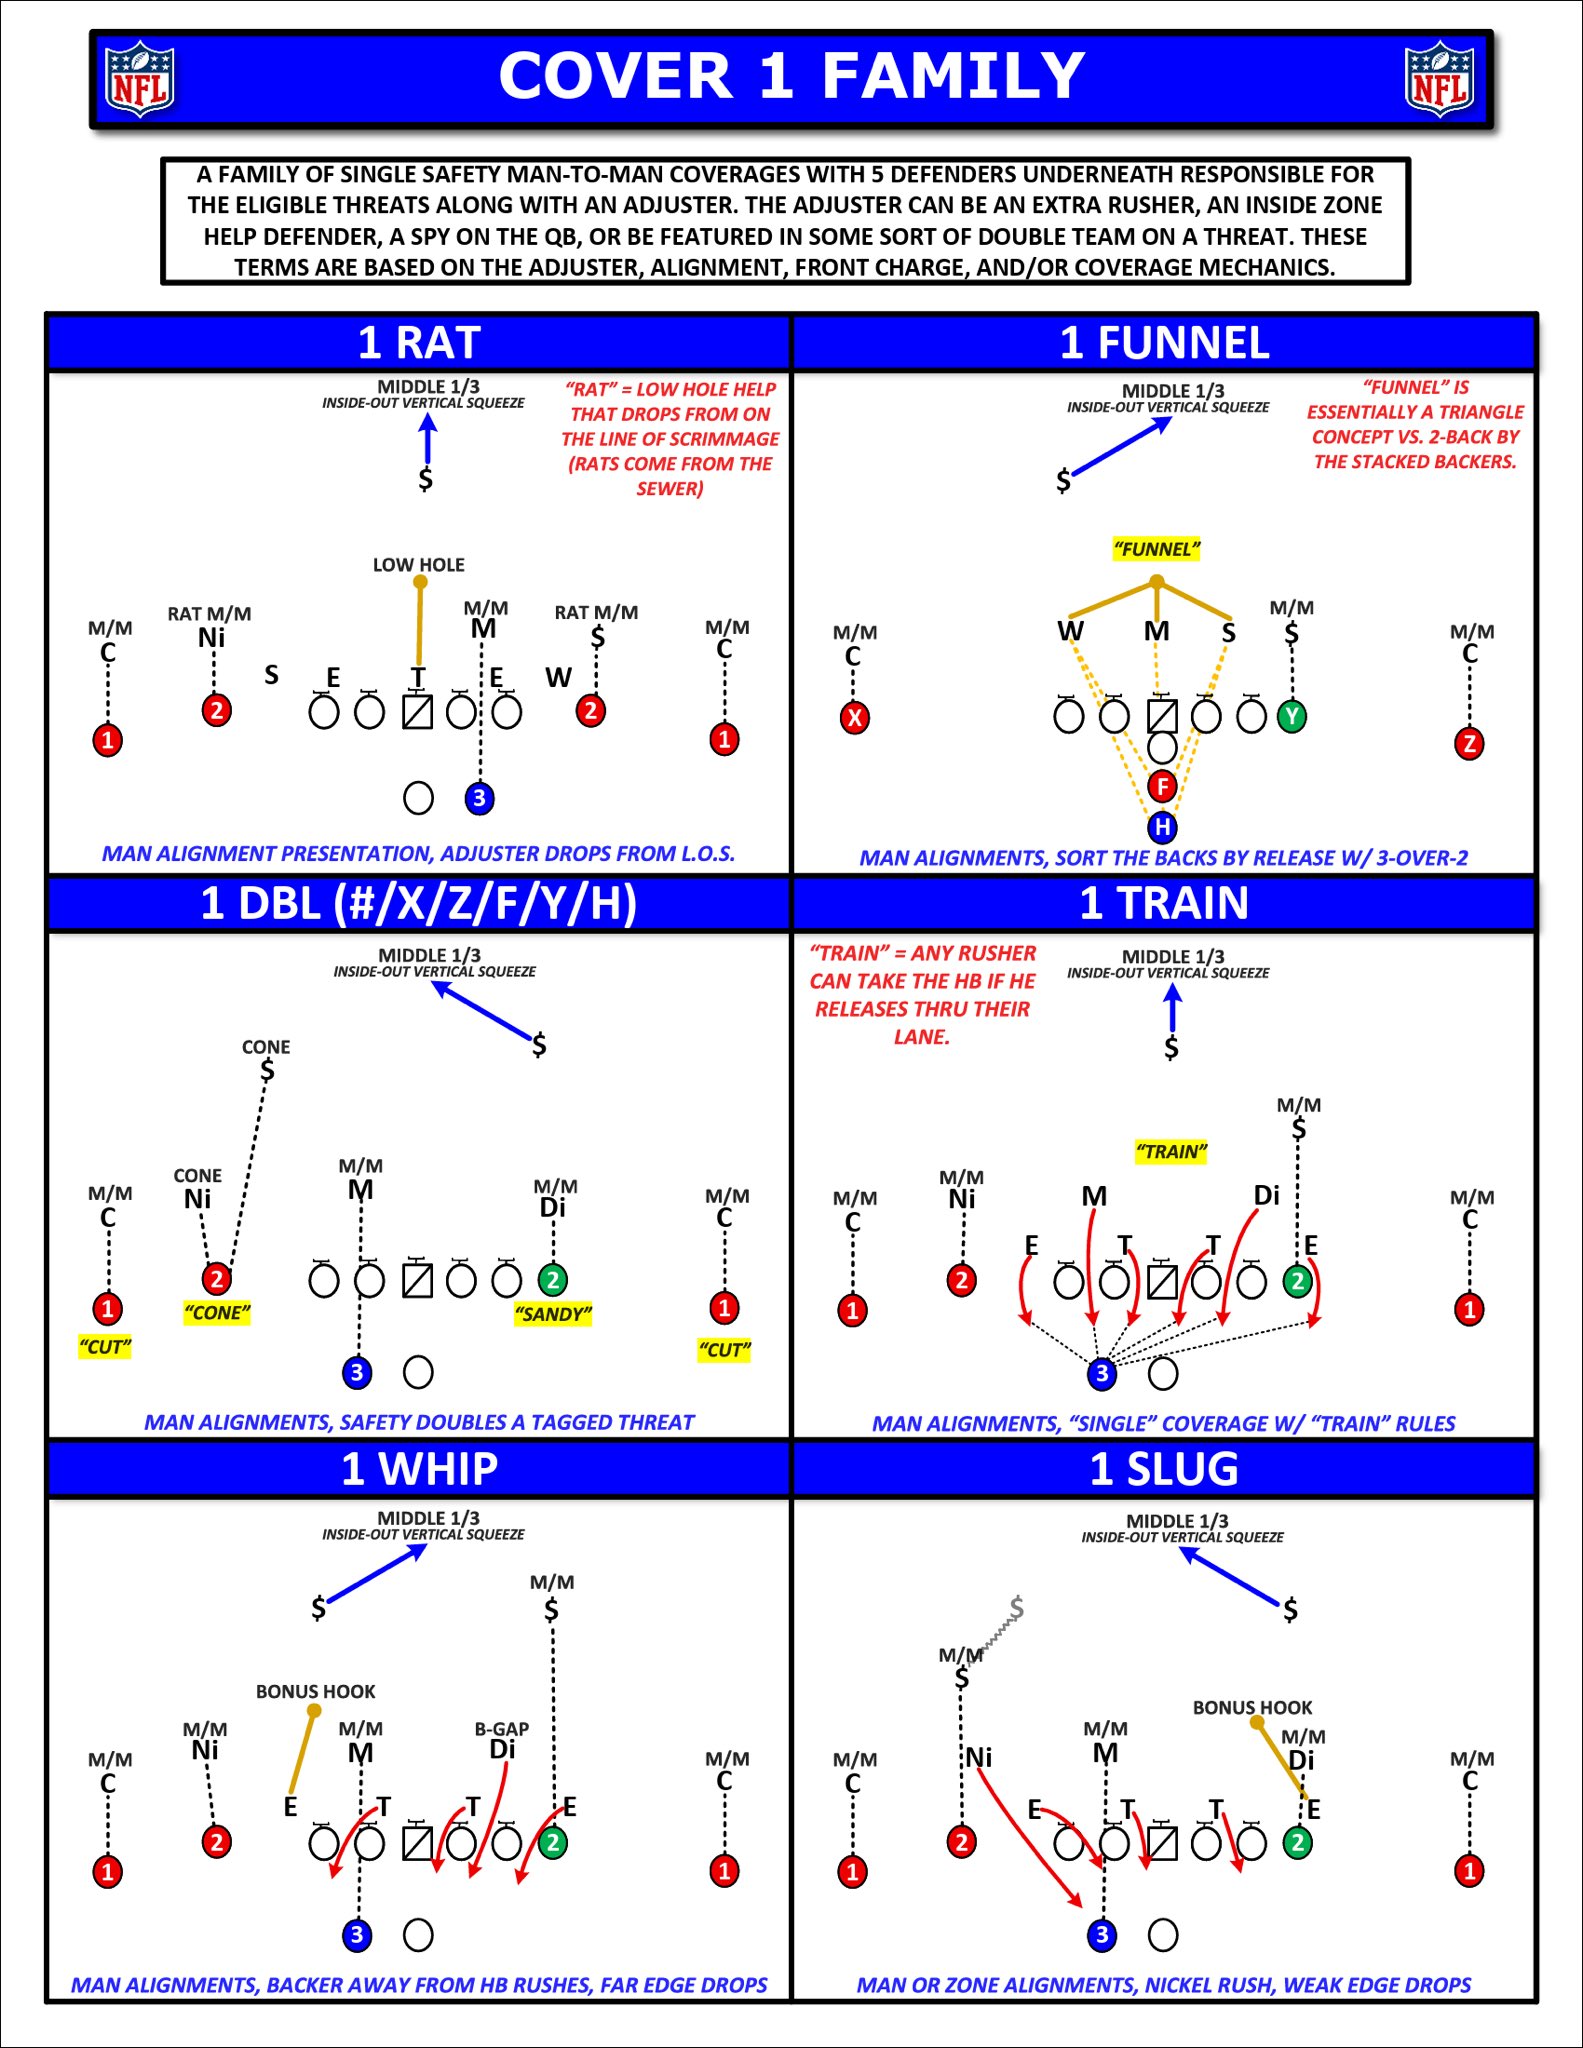 NFL
COVER 1 FAMILY
NFL
A FAMILY OF SINGLE SAFETY MAN-TO-MAN COVERAGES WITH 5 DEFENDERS UNDERNEATH RESPONSIBLE FOR
THE ELIGIBLE THREATS ALONG WITH AN ADJUSTER. THE ADJUSTER CAN BE AN EXTRA RUSHER, AN INSIDE ZONE
HELP DEFENDER, A SPY ON THE QB, OR BE FEATURED IN SOME SORT OF DOUBLE TEAM ON A THREAT. THESE
TERMS ARE BASED ON THE ADJUSTER, ALIGNMENT, FRONT CHARGE, AND/OR COVERAGE MECHANICS.
1 RAT
MIDDLE 1/3
INSIDE-OUT VERTICAL SQUEEZE
“RAT” = LOW HOLE HELP
THAT DROPS FROM ON
THE LINE OF SCRIMMAGE
(RATS COME FROM THE
SEWER)
$
LOW HOLE
M/M
C
RAT M/M
Ni
M/M
M
RAT M/M
$
M/M
C
S
E
T
E
W
1
2
2
1
3
MAN ALIGNMENT PRESENTATION, ADJUSTER DROPS FROM L.O.S.
1 FUNNEL
MIDDLE 1/3
INSIDE-OUT VERTICAL SQUEEZE
“FUNNEL” IS
ESSENTIALLY A TRIANGLE
CONCEPT VS. 2-BACK BY
THE STACKED BACKERS.
$
“FUNNEL”
M/M
C
W
M
S
M/M
$
M/M
C
X
Y
Z
F
H
MAN ALIGNMENTS, SORT THE BACKS BY RELEASE W/ 3-OVER-2
1 DBL (#/X/Z/F/Y/H)
MIDDLE 1/3
INSIDE-OUT VERTICAL SQUEEZE
$
CONE
$
M/M
C
CONE
Ni
M/M
M
M/M
Di
M/M
C
1
2
2
1
“CUT”
“CONE”
“SANDY”
“CUT”
3
MAN ALIGNMENTS, SAFETY DOUBLES A TAGGED THREAT
1 TRAIN
“TRAIN” = ANY RUSHER
CAN TAKE THE HB IF HE
RELEASES THRU THEIR
LANE.
MIDDLE 1/3
INSIDE-OUT VERTICAL SQUEEZE
$
M/M
$
“TRAIN”
M/M
C
M/M
Ni
M
Di
M/M
C
E
T
T
E
1
2
2
1
3
MAN ALIGNMENTS, “SINGLE” COVERAGE W/ “TRAIN” RULES
1 WHIP
MIDDLE 1/3
INSIDE-OUT VERTICAL SQUEEZE
$
M/M
$
BONUS HOOK
M/M
C
M/M
Ni
M/M
M
B-GAP
Di
M/M
C
E
T
T
E
1
2
2
1
3
MAN ALIGNMENTS, BACKER AWAY FROM HB RUSHES, FAR EDGE DROPS
1 SLUG
MIDDLE 1/3
INSIDE-OUT VERTICAL SQUEEZE
$
$
M/M
$
BONUS HOOK
M/M
C
Ni
M/M
M
M/M
Di
M/M
C
E
T
T
E
1
2
2
1
3
MAN OR ZONE ALIGNMENTS, NICKEL RUSH, WEAK EDGE DROPS